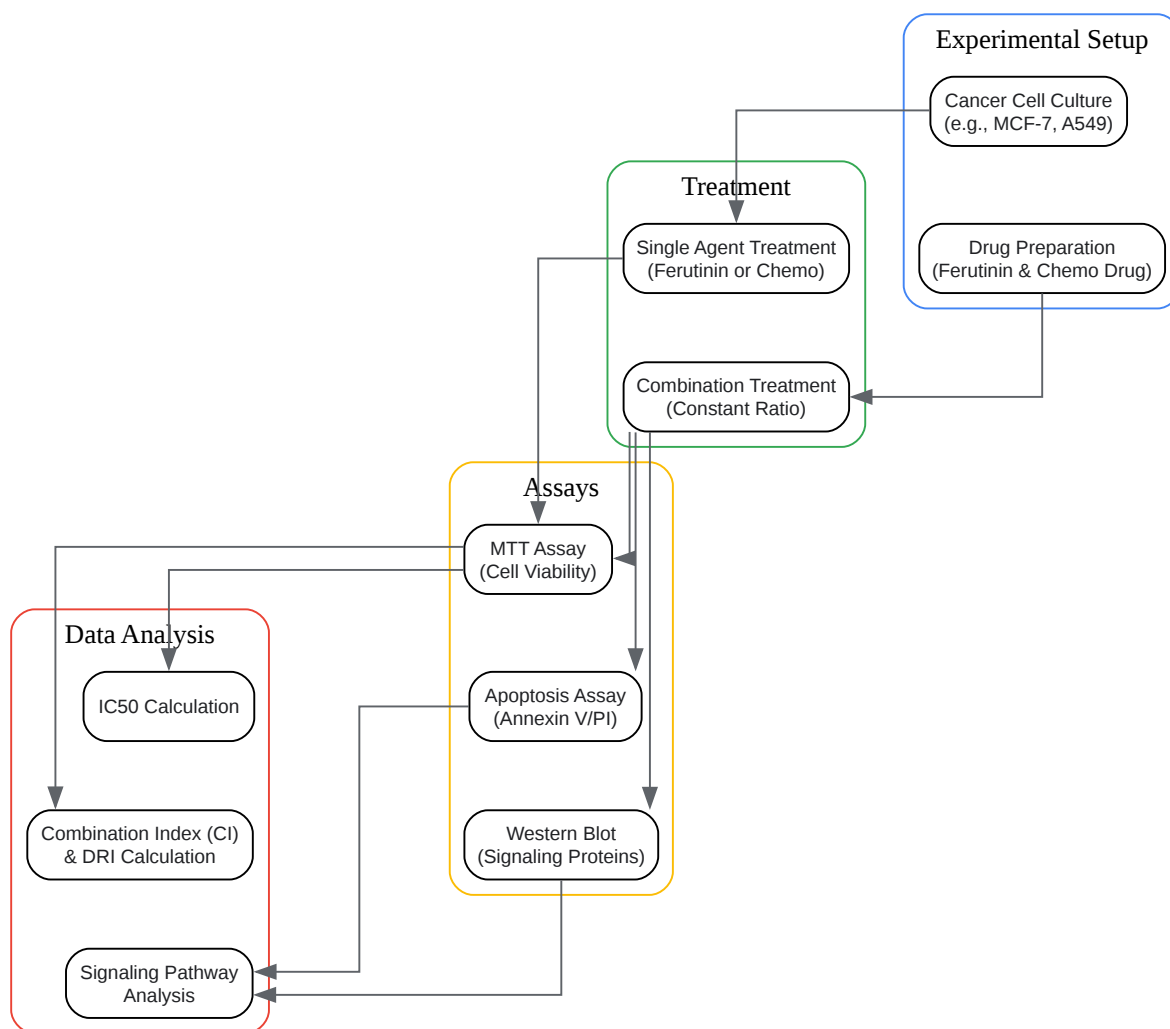 Experimental Setup
Cancer Cell Culture
(e.g., MCF-7, A549)
Drug Preparation
(Ferutinin & Chemo Drug)
Treatment
Single Agent Treatment
(Ferutinin or Chemo)
Combination Treatment
(Constant Ratio)
Assays
MTT Assay
(Cell Viability)
Apoptosis Assay
(Annexin V/PI)
Western Blot
(Signaling Proteins)
Data Analysis
IC50 Calculation
Combination Index (CI)
& DRI Calculation
Signaling Pathway
Analysis